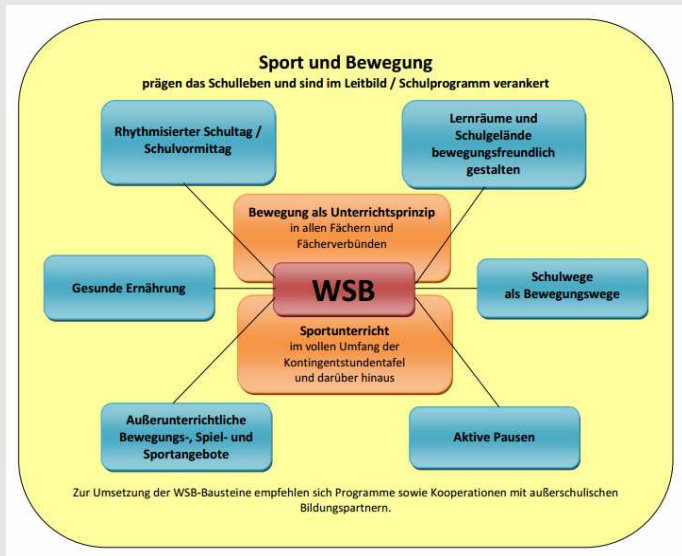 Sport und Bewegung
prägen das Schulleben und sind im Leitbild / Schulprogramm verankert
Rhythmisierter Schultag /
Schulvormittag
Lernräume und
Schulgelände
bewegungsfreundlich
gestalten
Bewegung als Unterrichtsprinzip
in allen Fächern und
Fächerverbünden
Gesunde Ernährung
WSB
Schulwege
als Bewegungswege
Sportunterricht
im vollen Umfang der
Kontingentstundentafel
und darüber hinaus
Außerunterrichtliche
Bewegungs-, Spiel- und
Sportangebote
Aktive Pausen
Zur Umsetzung der WSB-Bausteine empfehlen sich Programme sowie Kooperationen mit außerschulischen
Bildungspartnern.